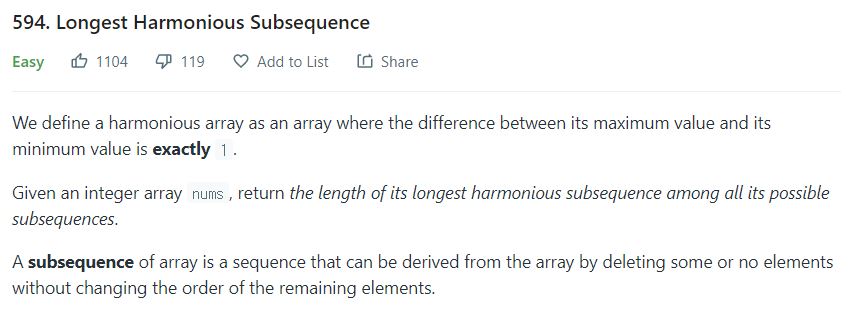 594. Longest Harmonious Subsequence
Easy 1104 119 Add to List Share
We define a harmonious array as an array where the difference between its maximum value and its
minimum value is exactly 1.
Given an integer array nums, return the length of its longest harmonious subsequence among all its possible
subsequences.
A subsequence of array is a sequence that can be derived from the array by deleting some or no elements
without changing the order of the remaining elements.